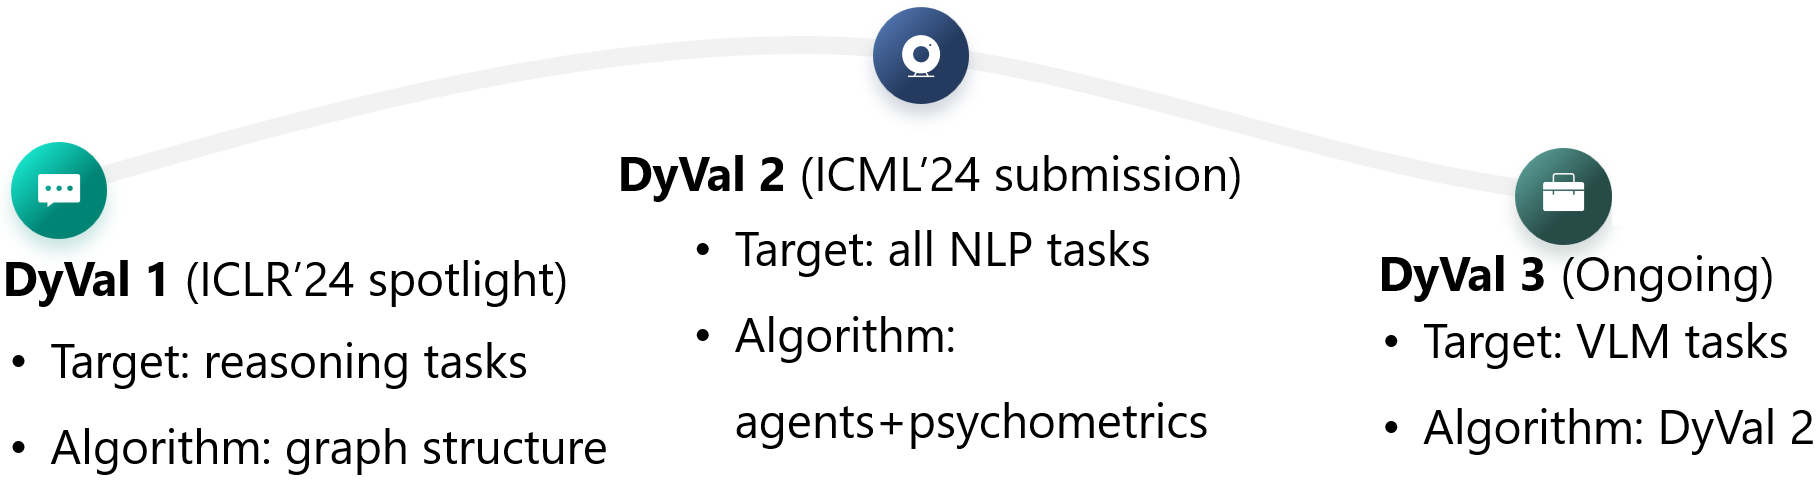 DyVal 1 (ICLR’24 spotlight)
• Target: reasoning tasks
• Algorithm: graph structure
DyVal 2 (ICML’24 submission)
• Target: all NLP tasks
• Algorithm:
agents+psychometrics
DyVal 3 (Ongoing)
• Target: VLM tasks
• Algorithm: DyVal 2